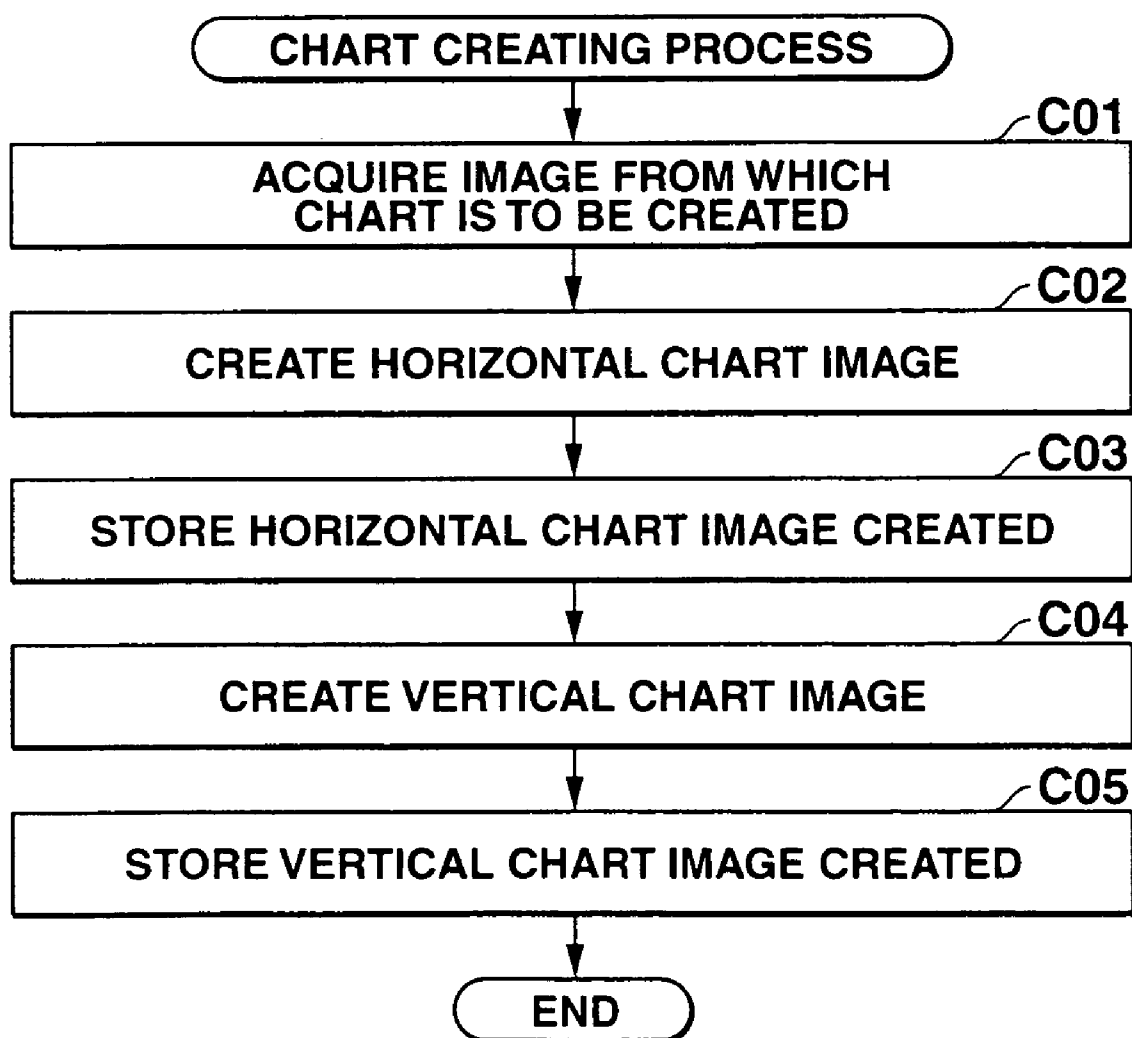 CHART CREATING PROCESS
C01
ACQUIRE IMAGE FROM WHICH
CHART IS TO BE CREATED
C02
CREATE HORIZONTAL CHART IMAGE
C03
STORE HORIZONTAL CHART IMAGE CREATED
C04
CREATE VERTICAL CHART IMAGE
C05
STORE VERTICAL CHART IMAGE CREATED
END